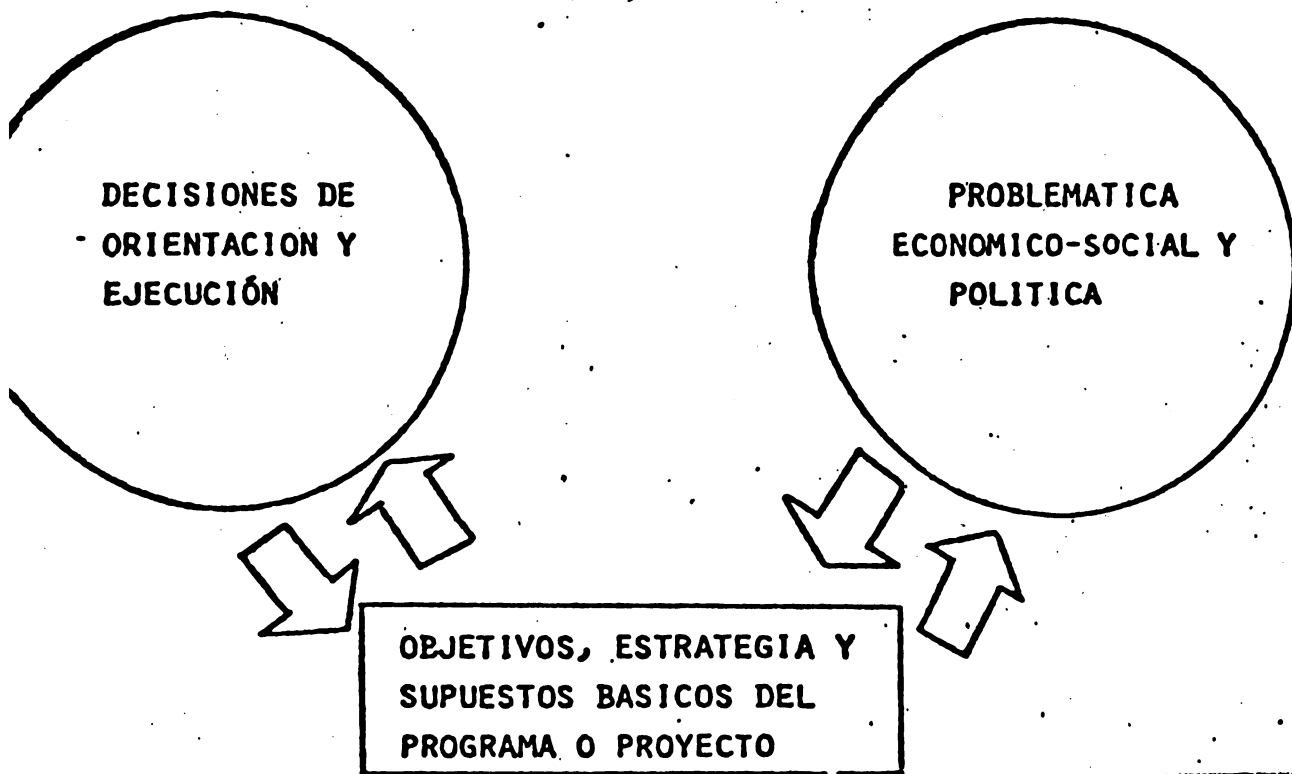 DECISIONES DE
ORIENTACION Y
EJECUCIÓN
PROBLEMATICA
ECONOMICO-SOCIAL Y
POLITICA
OBJETIVOS, ESTRATEGIA Y
SUPUESTOS BASICOS DEL
PROGRAMA O PROYECTO